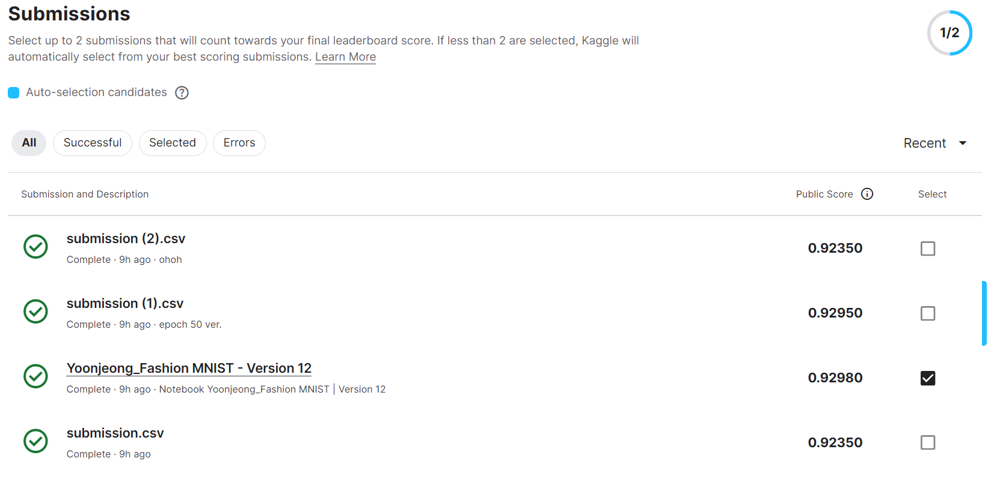 Submissions
1/2
Select up to 2 submissions that will count towards your final leaderboard score. If less than 2 are selected, Kaggle will
automatically select from your best scoring submissions. Learn More
Auto-selection candidates ?
All Successful Selected Errors Recent
Submission and Description Public Score i Select
submission (2).csv
Complete · 9h ago · ohoh
0.92350
submission (1).csv
Complete · 9h ago · epoch 50 ver.
0.92950
Yoonjeong_Fashion MNIST - Version 12
Complete · 9h ago · Notebook Yoonjeong_Fashion MNIST | Version 12
0.92980
submission.csv
Complete · 9h ago
0.92350